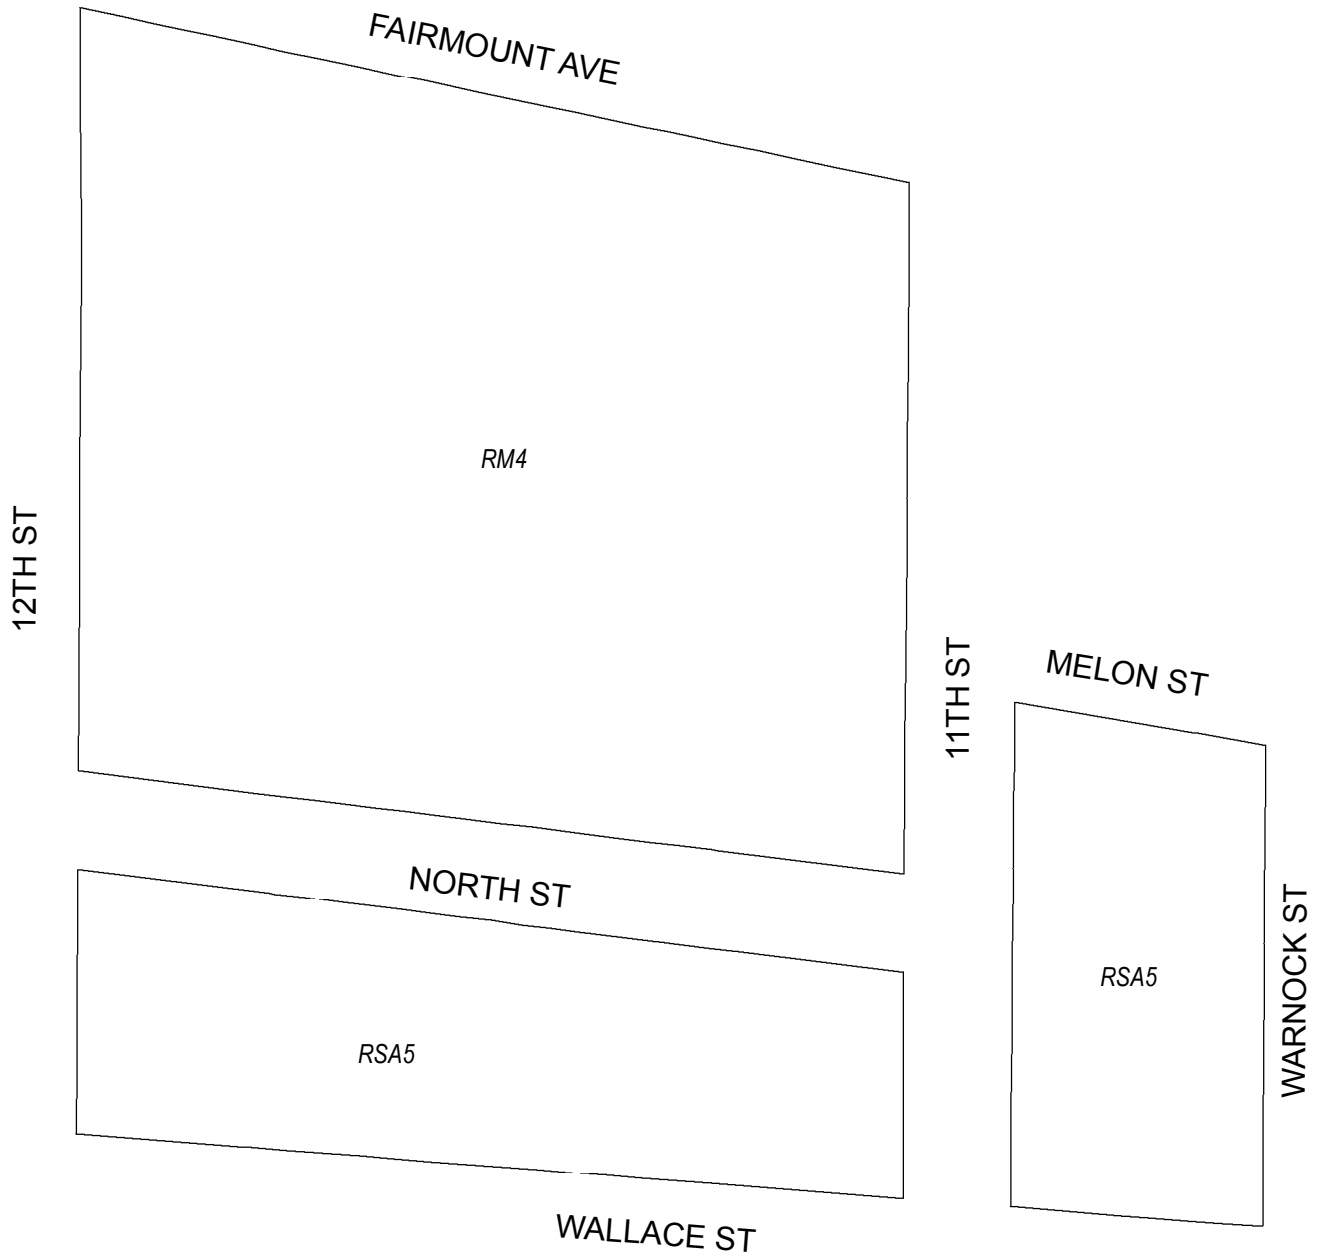 FAIRMOUNT AVE
RM4
12TH ST
11TH ST
MELON ST
NORTH ST
WARNOCK ST
RSA5
RSA5
WALLACE ST